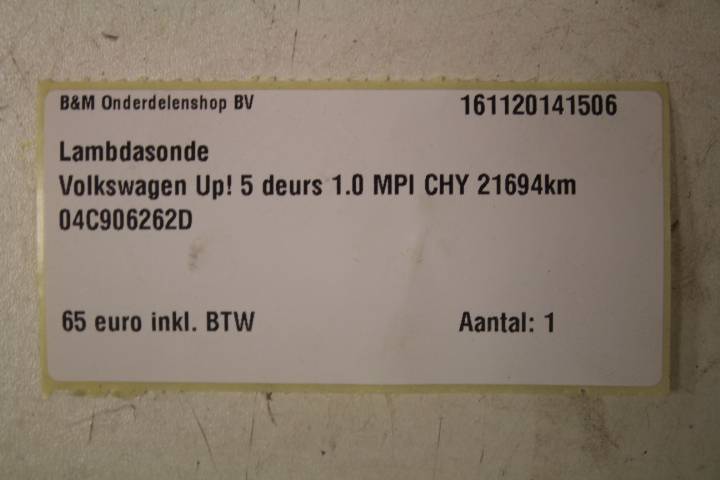 B&M Onderdelenshop BV 161120141506
Lambdasonde
Volkswagen Up! 5 deurs 1.0 MPI CHY 21694km
04C906262D
65 euro inkl. BTW Aantal: 1